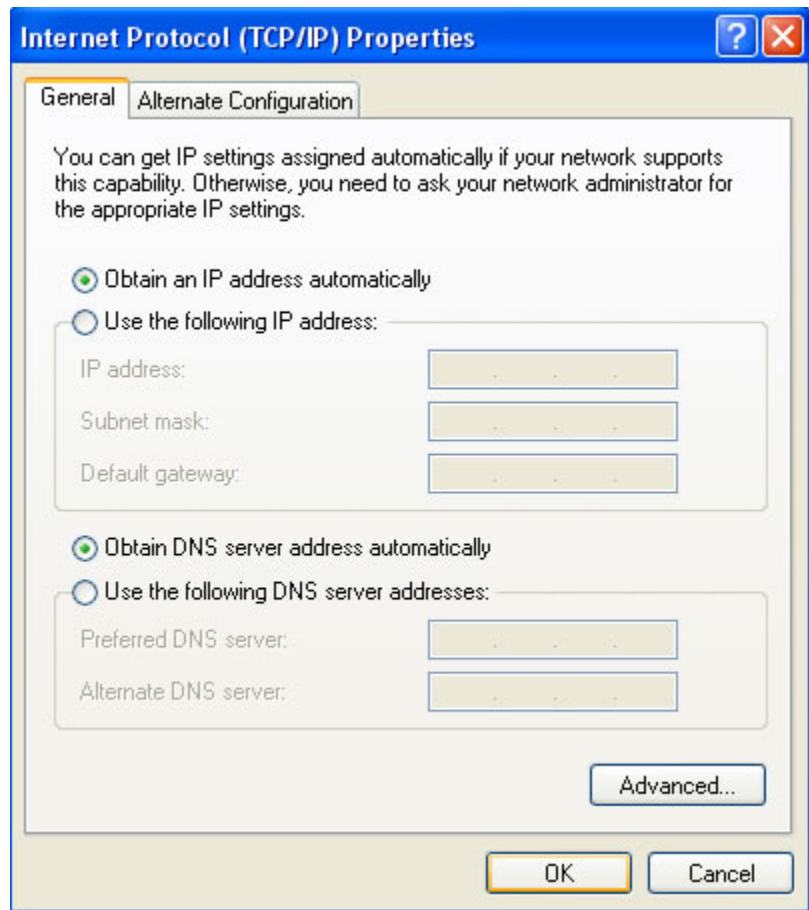 Internet Protocol (TCP/IP) Properties
?
General
Alternate Configuration
You can get IP settings assigned automatically if your network supports
this capability. Otherwise, you need to ask your network administrator for
the appropriate IP settings.
Obtain an IP address automatically
Use the following IP address:
IP address:
Subnet mask:
Default gateway:
Obtain DNS server address automatically
Use the following DNS server addresses:
Preferred DNS server:
Alternate DNS server:
Advanced...
OK
Cancel